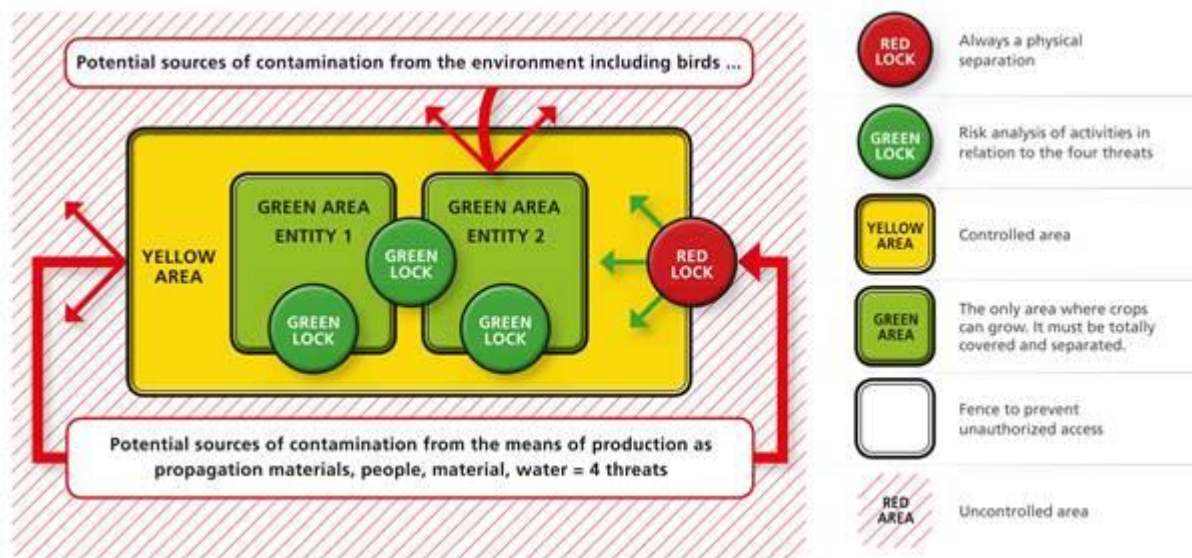 Potential sources of contamination from the environment including birds ...
GREEN AREA
ENTITY 1
GREEN AREA
ENTITY 2
YELLOW
AREA
GREEN
LOCK
RED
LOCK
GREEN
LOCK
GREEN
LOCK
Potential sources of contamination from the means of production as
propagation materials, people, material, water = 4 threats
RED
LOCK
Always a physical
separation
GREEN
LOCK
Risk analysis of activities in
relation to the four threats
YELLOW
AREA
Controlled area
GREEN
AREA
The only area where crops
can grow. It must be totally
covered and separated.
Fence to prevent
unauthorized access
RED
AREA
Uncontrolled area